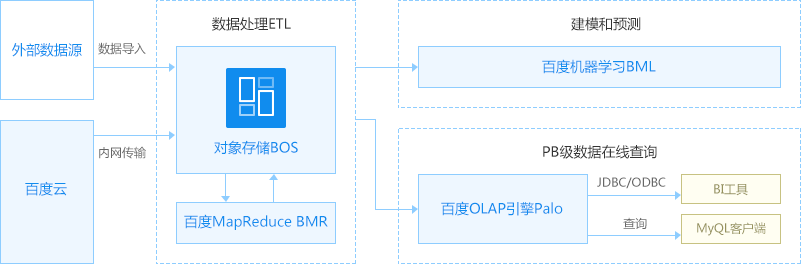 外部数据源
数据导入
百度云
内网传输
数据处理ETL
对象存储BOS
百度MapReduce BMR
建模和预测
百度机器学习BML
PB级数据在线查询
百度OLAP引擎Palo
JDBC/ODBC
BI工具
查询
MyQL客户端